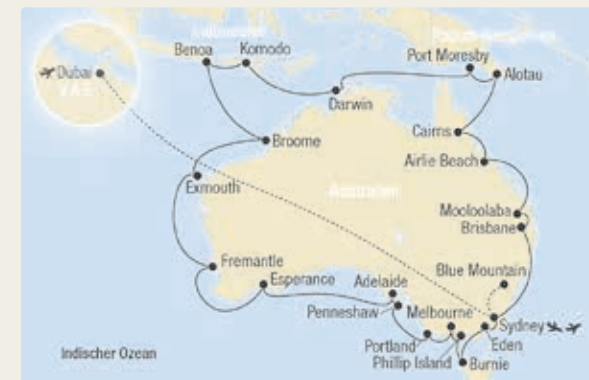 Benoa
Komodo
Port Moresby
Dubai
V.A.E.
Alotau
Darwin
Cairns
Broome
Airlie Beach
Exmouth
Australien
Mooloolaba
Brisbane
Blue Mountain
Fremantle
Esperance
Adelaide
Melbourne
Penneshaw
Sydney
Portland
Eden
Phillip Island
Indischer Ozean
Burnie